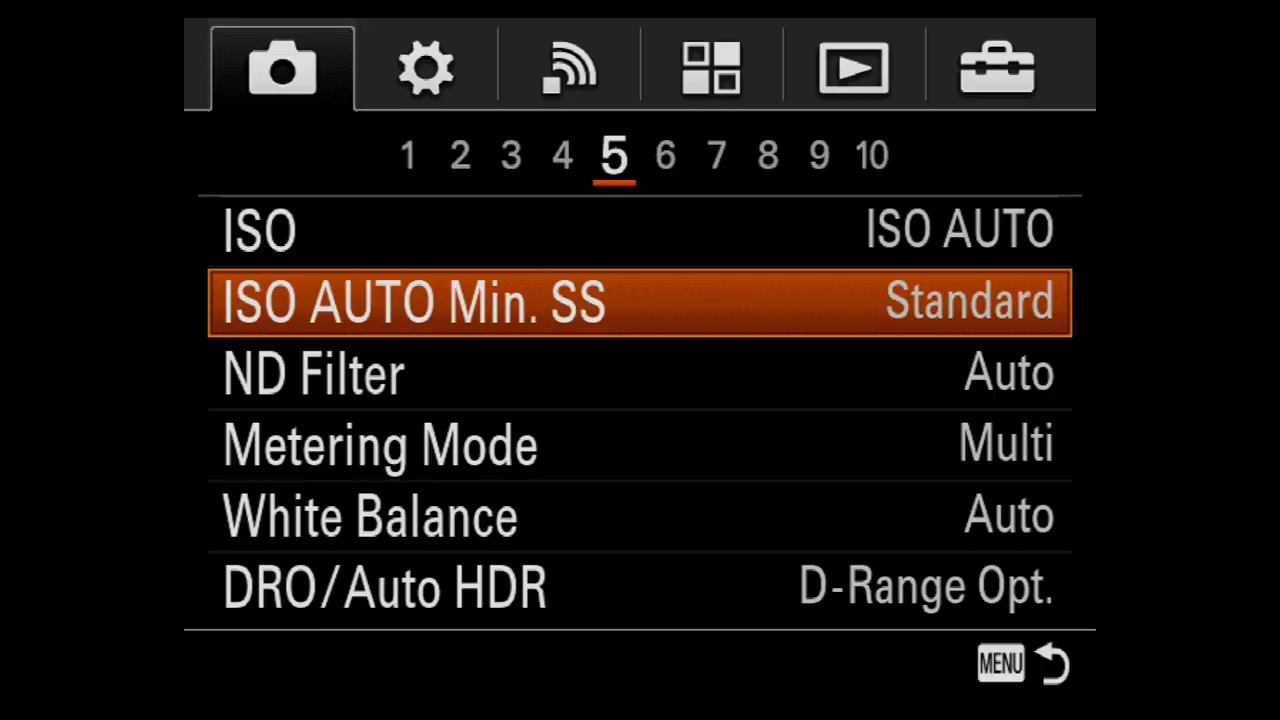 1 2 3 4 5 6 7 8 9 10
ISO ISO AUTO
ISO AUTO Min. SS Standard
ND Filter Auto
Metering Mode Multi
White Balance Auto
DRO/Auto HDR D-Range Opt.
MENU